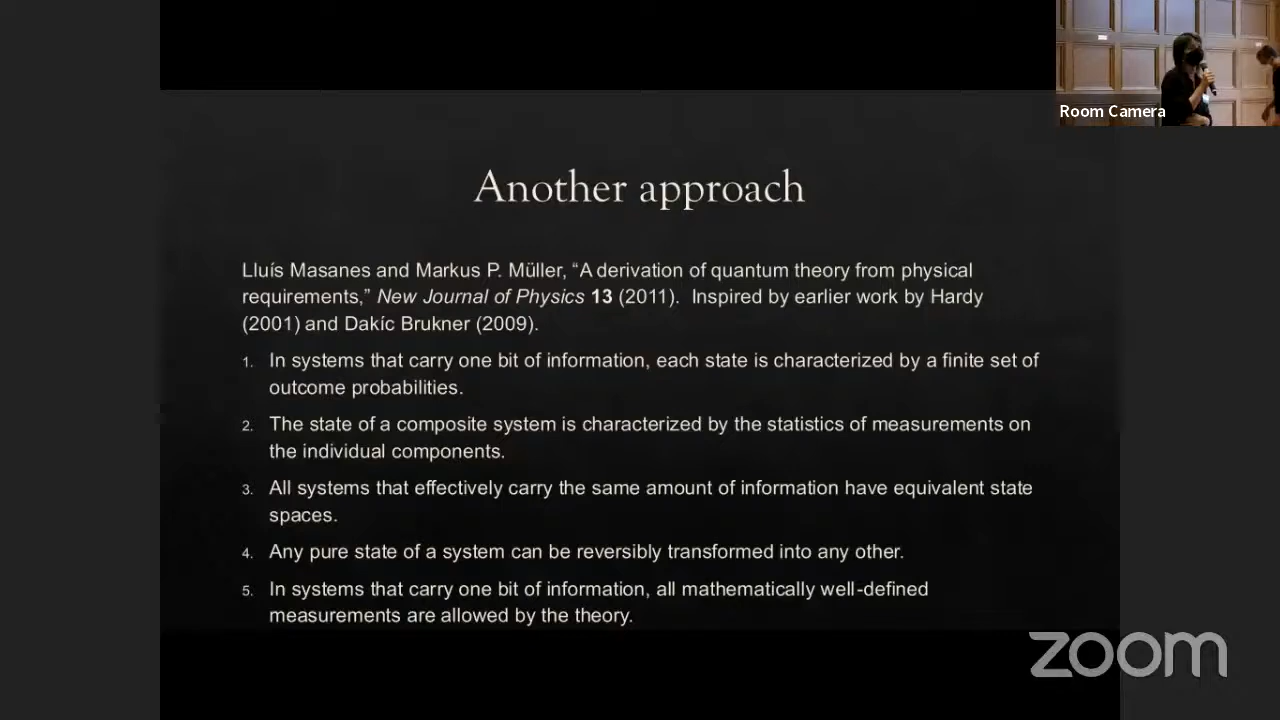 Room Camera
Another approach
Lluís Masanes and Markus P. Müller, “A derivation of quantum theory from physical
requirements,” New Journal of Physics 13 (2011).  Inspired by earlier work by Hardy
(2001) and Dakíc Brukner (2009).
1. In systems that carry one bit of information, each state is characterized by a finite set of
outcome probabilities.
2. The state of a composite system is characterized by the statistics of measurements on
the individual components.
3. All systems that effectively carry the same amount of information have equivalent state
spaces.
4. Any pure state of a system can be reversibly transformed into any other.
5. In systems that carry one bit of information, all mathematically well-defined
measurements are allowed by the theory.
zoom